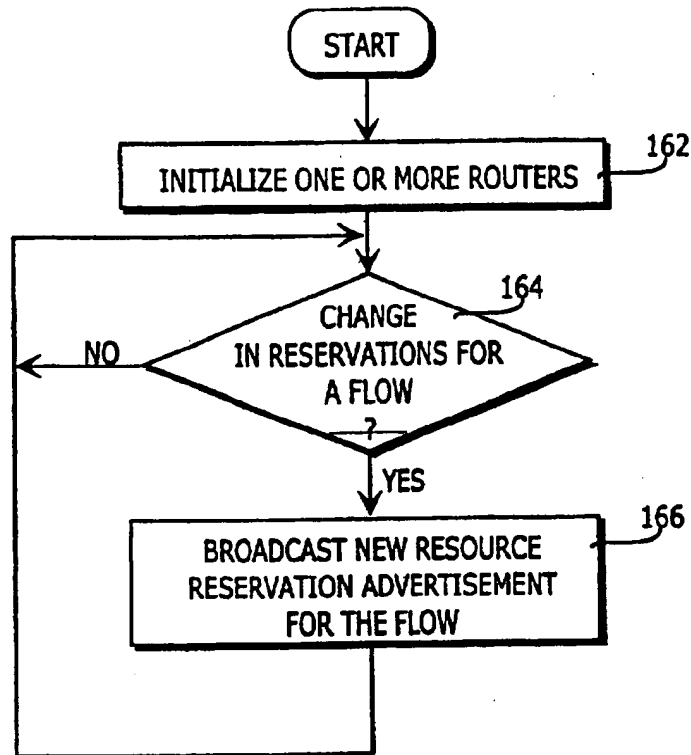 START
INITIALIZE ONE OR MORE ROUTERS
162
164
CHANGE
IN RESERVATIONS FOR
A FLOW
?
NO
YES
166
BROADCAST NEW RESOURCE
RESERVATION ADVERTISEMENT
FOR THE FLOW